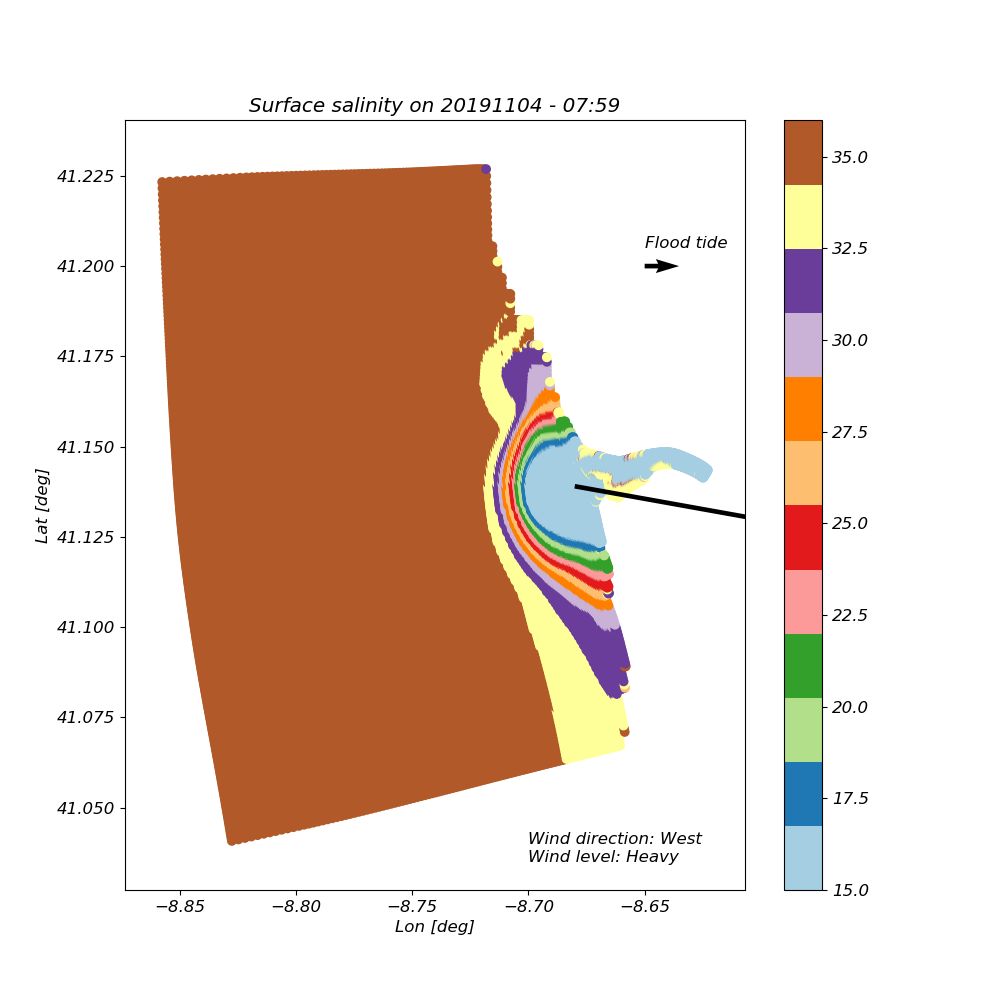 Surface salinity on 20191104 - 07:59
41.225
41.200
41.175
41.150
41.125
41.100
41.075
41.050
Lat [deg]
Flood tide
Wind direction: West
Wind level: Heavy
−8.85 −8.80 −8.75 −8.70 −8.65
Lon [deg]
35.0
32.5
30.0
27.5
25.0
22.5
20.0
17.5
15.0